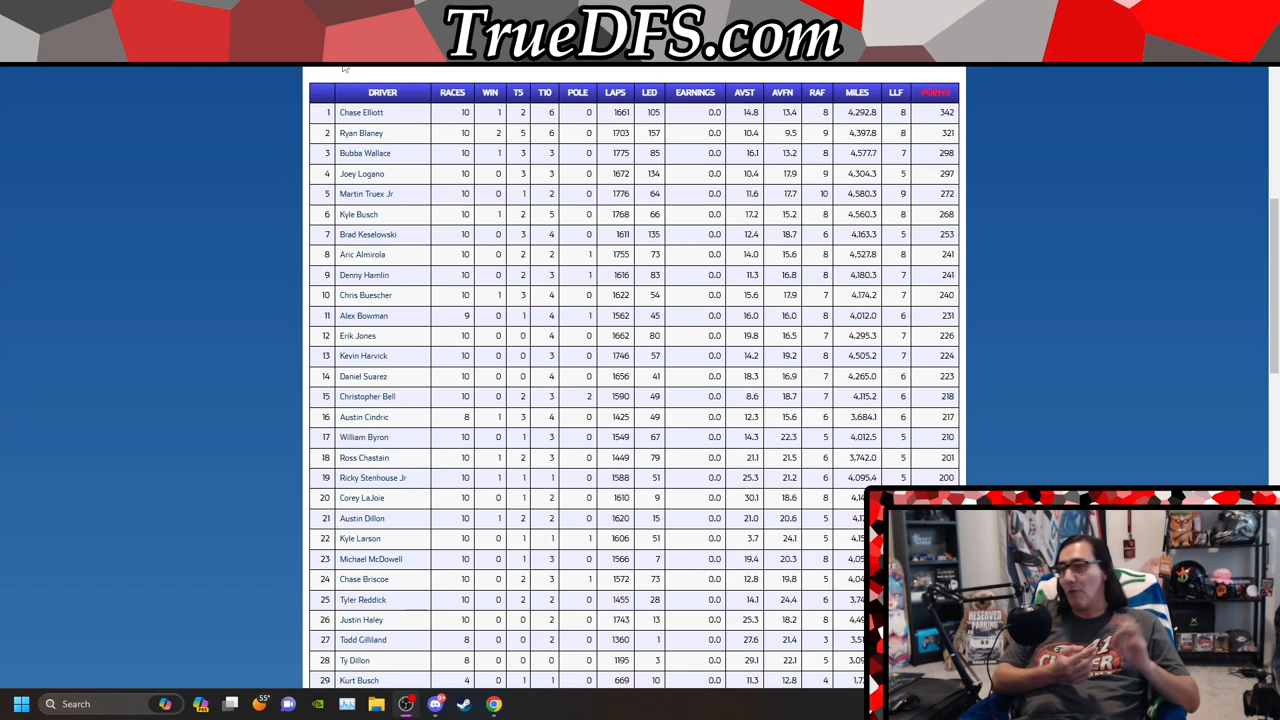 TrueDFS.com
DRIVER RACES WIN T5 T10 POLE LAPS LED EARNINGS AVST AVFN RAF MILES LLF POINTS
1 Chase Elliott 10 1 2 6 0 1661 105 0.0 14.8 13.4 8 4,292.8 8 342
2 Ryan Blaney 10 2 5 6 0 1703 157 0.0 10.4 9.5 9 4,397.8 8 321
3 Bubba Wallace 10 1 3 3 0 1775 85 0.0 16.1 13.2 8 4,577.7 7 298
4 Joey Logano 10 0 3 3 0 1672 134 0.0 10.4 17.9 9 4,304.3 5 297
5 Martin Truex Jr 10 0 1 2 0 1776 64 0.0 11.6 17.7 10 4,580.3 9 272
6 Kyle Busch 10 1 2 5 0 1768 66 0.0 17.2 15.2 8 4,560.3 8 268
7 Brad Keselowski 10 0 3 4 0 1611 135 0.0 12.4 18.7 6 4,163.3 5 253
8 Aric Almirola 10 0 2 2 1 1755 73 0.0 14.0 15.6 8 4,527.8 8 241
9 Denny Hamlin 10 0 2 3 1 1616 83 0.0 11.3 16.8 8 4,180.3 7 241
10 Chris Buescher 10 1 3 4 0 1622 54 0.0 15.6 17.9 7 4,174.2 7 240
11 Alex Bowman 9 0 1 4 1 1562 45 0.0 16.0 16.0 8 4,012.0 6 231
12 Erik Jones 10 0 0 4 0 1662 80 0.0 19.8 16.5 7 4,295.3 7 226
13 Kevin Harvick 10 0 0 3 0 1746 57 0.0 14.2 19.2 8 4,505.2 7 224
14 Daniel Suarez 10 0 0 4 0 1656 41 0.0 18.3 16.9 7 4,265.0 6 223
15 Christopher Bell 10 0 2 3 2 1590 49 0.0 8.6 18.7 7 4,115.2 6 218
16 Austin Cindric 8 1 3 4 0 1425 49 0.0 12.3 15.6 6 3,684.1 6 217
17 William Byron 10 0 1 3 0 1549 67 0.0 14.3 22.3 5 4,012.5 5 210
18 Ross Chastain 10 1 2 3 0 1449 79 0.0 21.1 21.5 6 3,742.0 5 201
19 Ricky Stenhouse Jr 10 1 1 1 0 1588 51 0.0 25.3 21.2 6 4,095.4 5 200
20 Corey LaJoie 10 0 1 2 0 1610 9 0.0 30.1 18.6 8
21 Austin Dillon 10 1 2 2 0 1620 15 0.0 21.0 20.6 5
22 Kyle Larson 10 0 1 1 1 1606 51 0.0 3.7 24.1 5
23 Michael McDowell 10 0 1 3 0 1566 7 0.0 19.4 20.3 8
24 Chase Briscoe 10 0 2 3 1 1572 73 0.0 12.8 19.8 5
25 Tyler Reddick 10 0 2 2 0 1455 28 0.0 14.1 24.4 6
26 Justin Haley 10 0 0 2 0 1743 13 0.0 25.3 18.2 8
27 Todd Gilliland 8 0 0 2 0 1360 1 0.0 27.6 21.4 3
28 Ty Dillon 8 0 0 0 0 1195 3 0.0 29.1 22.1 5
29 Kurt Busch 4 0 1 1 0 669 10 0.0 11.3 12.8 4
RESERVED
PARKING
Search
55°